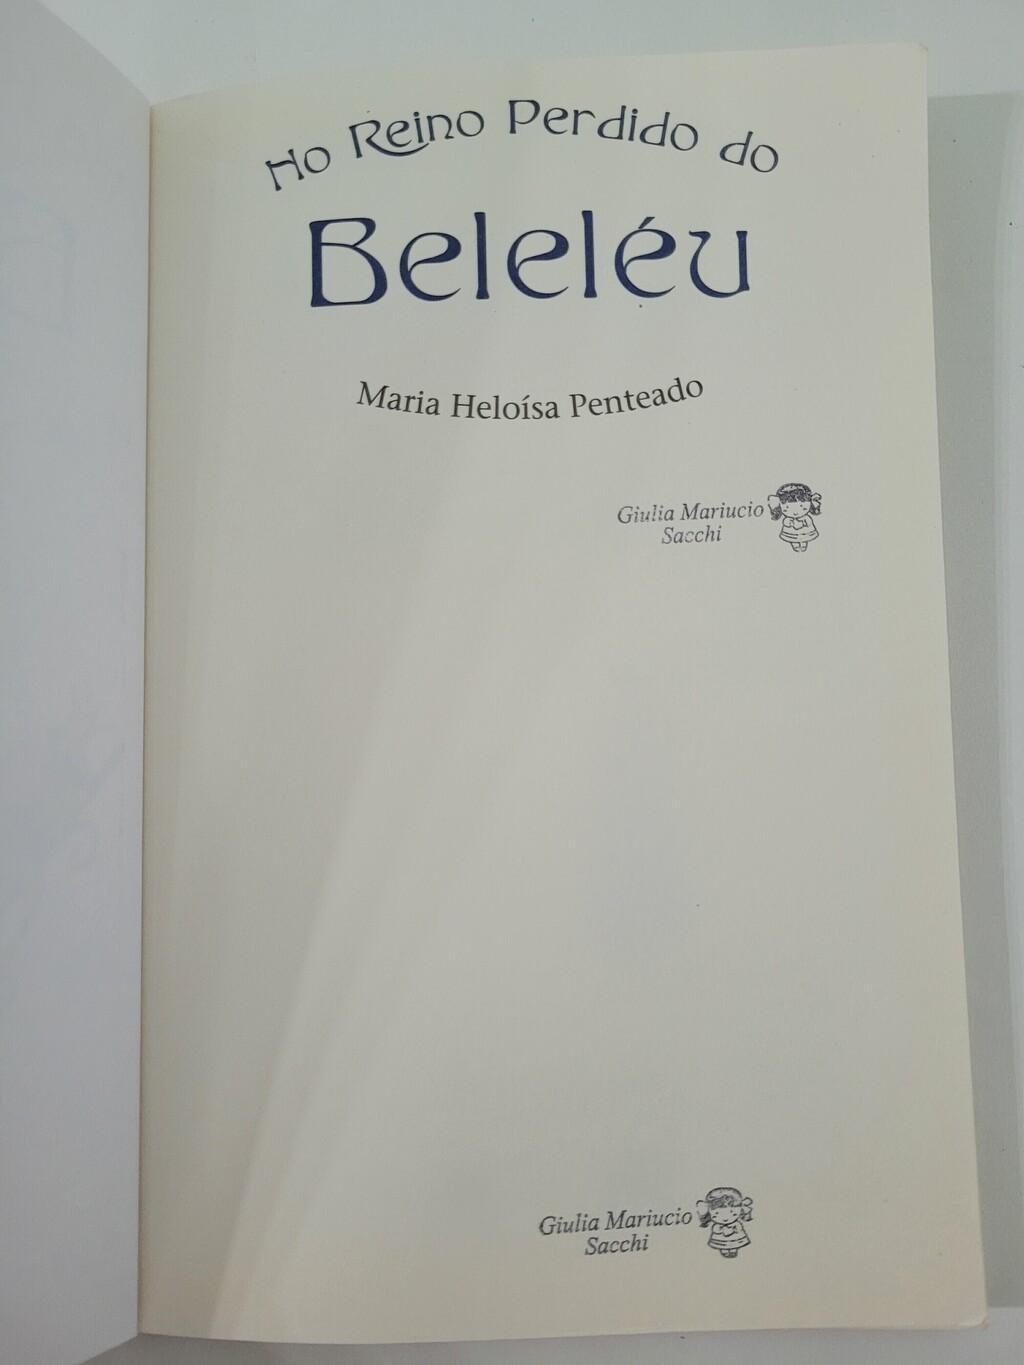 No Reino Perdido do
Beleléu
Maria Heloísa Penteado
Giulia Mariucio
Sacchi
Giulia Mariucio
Sacchi